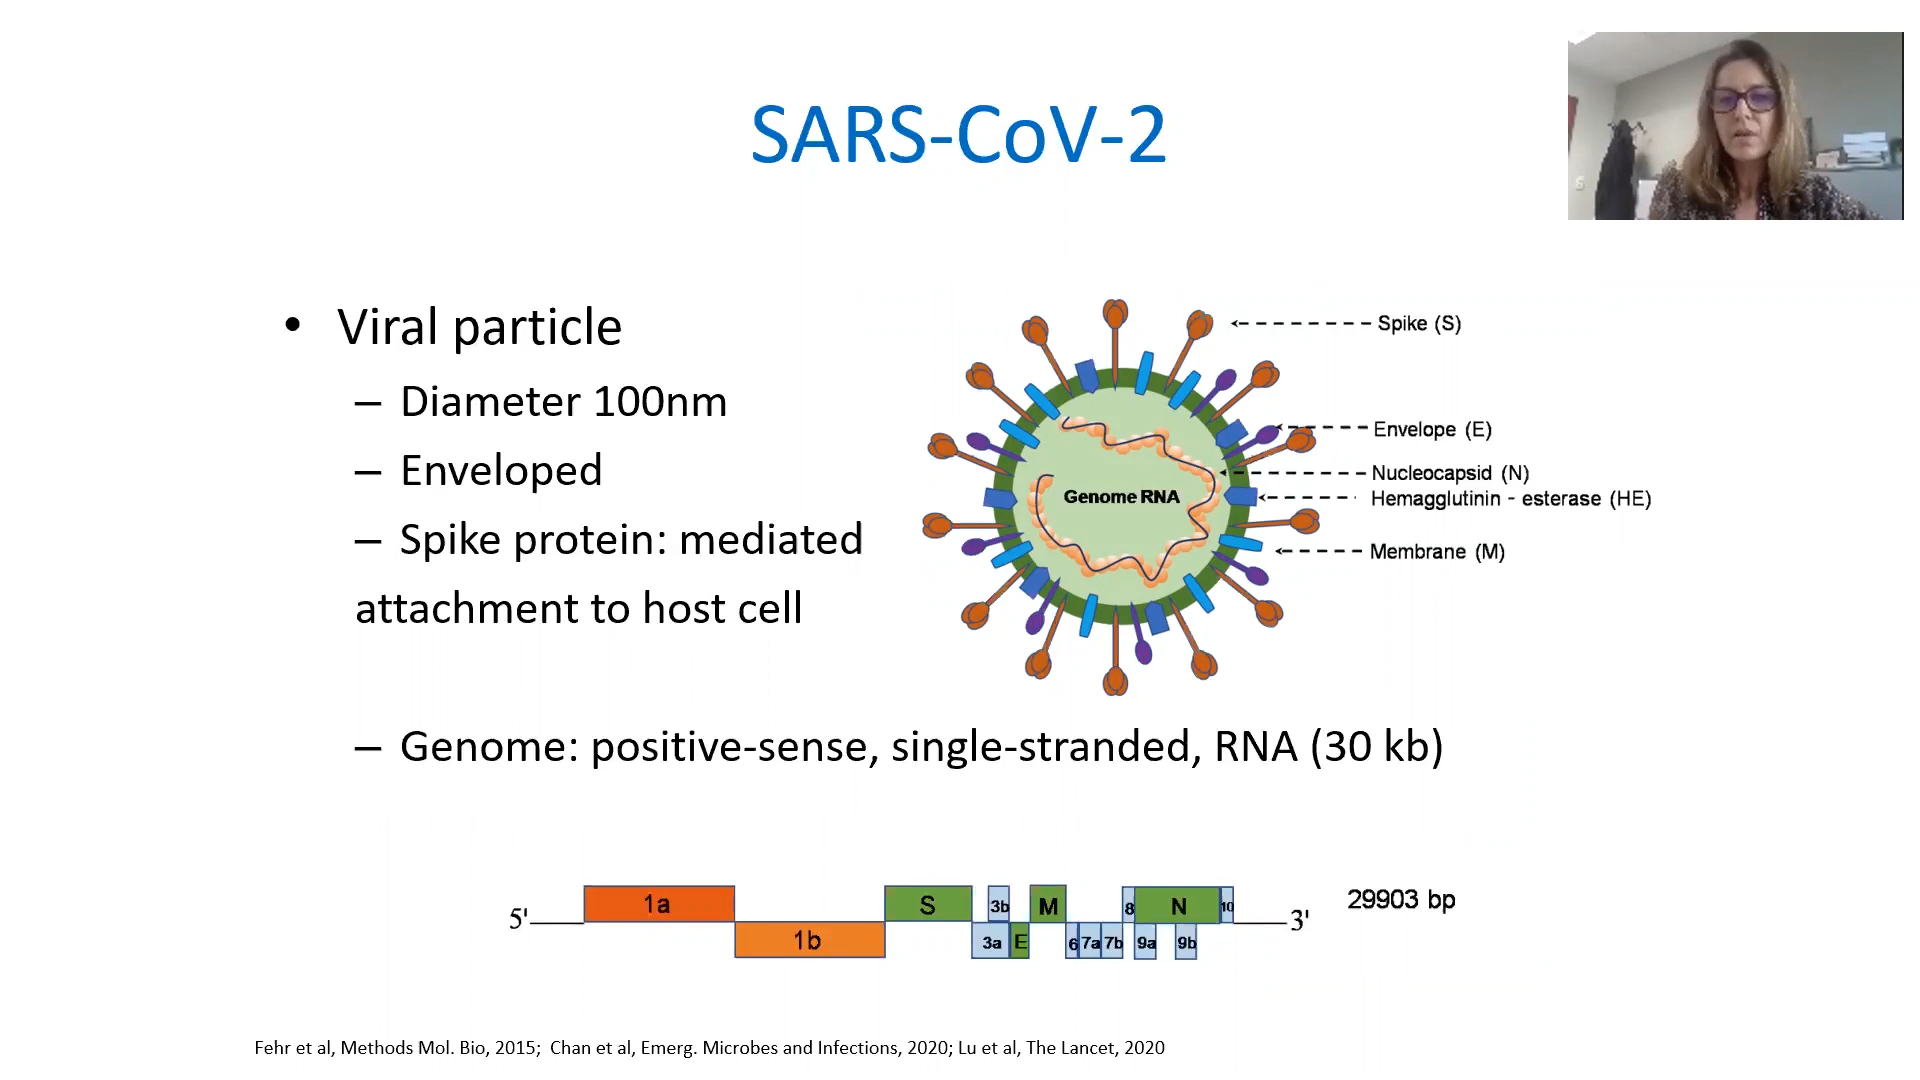 SARS-CoV-2
• Viral particle
– Diameter 100nm
– Enveloped
– Spike protein: mediated
attachment to host cell
Spike (S)
Envelope (E)
Nucleocapsid (N)
Genome RNA
Hemagglutinin - esterase (HE)
Membrane (M)
– Genome: positive-sense, single-stranded, RNA (30 kb)
5' 1a 1b S 3a 3b E M 6 7a 7b 8 9a N 9b 10 3'
29903 bp
Fehr et al, Methods Mol. Bio, 2015; Chan et al, Emerg. Microbes and Infections, 2020; Lu et al, The Lancet, 2020